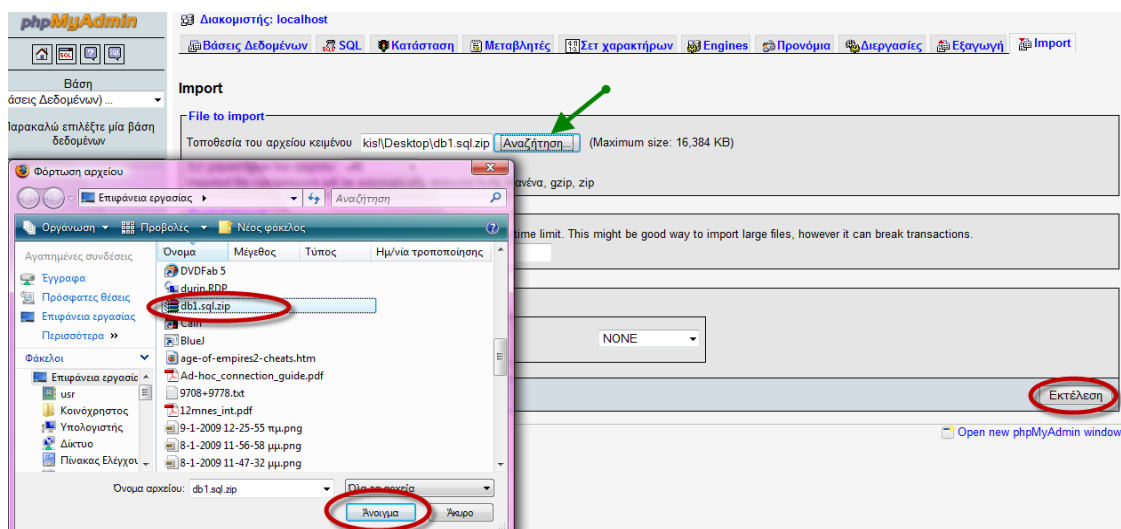 phpMyAdmin
Διακομιστής: localhost
Βάσεις Δεδομένων SQL Κατάσταση Μεταβλητές Σετ χαρακτήρων Engines Προνόμια Διεργασίες Εξαγωγή Import
Βάση
άσεις Δεδομένων) ...
Παρακαλώ επιλέξτε μία βάση
δεδομένων
Import
File to import
Τοποθεσία του αρχείου κειμένου kis!\Desktop\db1.sql.zip Αναζήτηση... (Maximum size: 16,384 KB)
ανένα, gzip, zip
time limit. This might be good way to import large files, however it can break transactions.
NONE
Εκτέλεση
Open new phpMyAdmin window
Φόρτωση αρχείου
Επιφάνεια εργασίας
Αναζήτηση
Οργάνωση Προβολές Νέος φάκελος
Αγαπημένες συνδέσεις
Έγγραφα
Πρόσφατες θέσεις
Επιφάνεια εργασίας
Περισσότερα »
Φάκελοι
Επιφάνεια εργασίας
usr
Κοινόχρηστος
Υπολογιστής
Δίκτυο
Πίνακας Ελέγχου
Όνομα Μέγεθος Τύπος Ημ/νία τροποποίησης
DVDFab 5
durin.RDP
db1.sql.zip
Cain
BlueJ
age-of-empires2-cheats.htm
Ad-hoc_connection_guide.pdf
9708+9778.txt
12mnes_int.pdf
9-1-2009 12-25-55 πμ.png
8-1-2009 11-56-58 μμ.png
8-1-2009 11-47-32 μμ.png
Όνομα αρχείου: db1.sql.zip Όλα τα αρχεία
Άνοιγμα Άκυρο